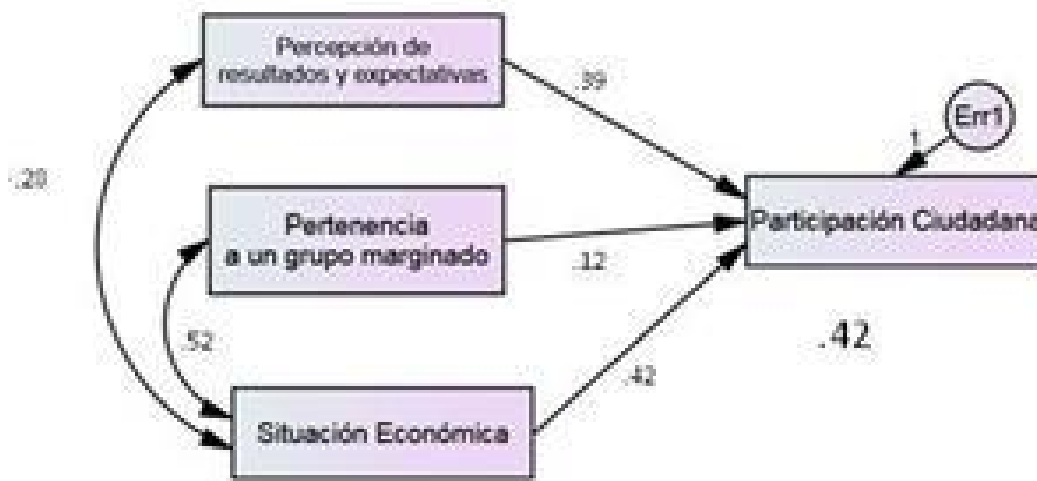 Percepción de
resultados y expectativas
.39
Err1
1
-.20
Pertenencia
a un grupo marginado
Participación Ciudadana
.12
.52
.42
.42
Situación Económica